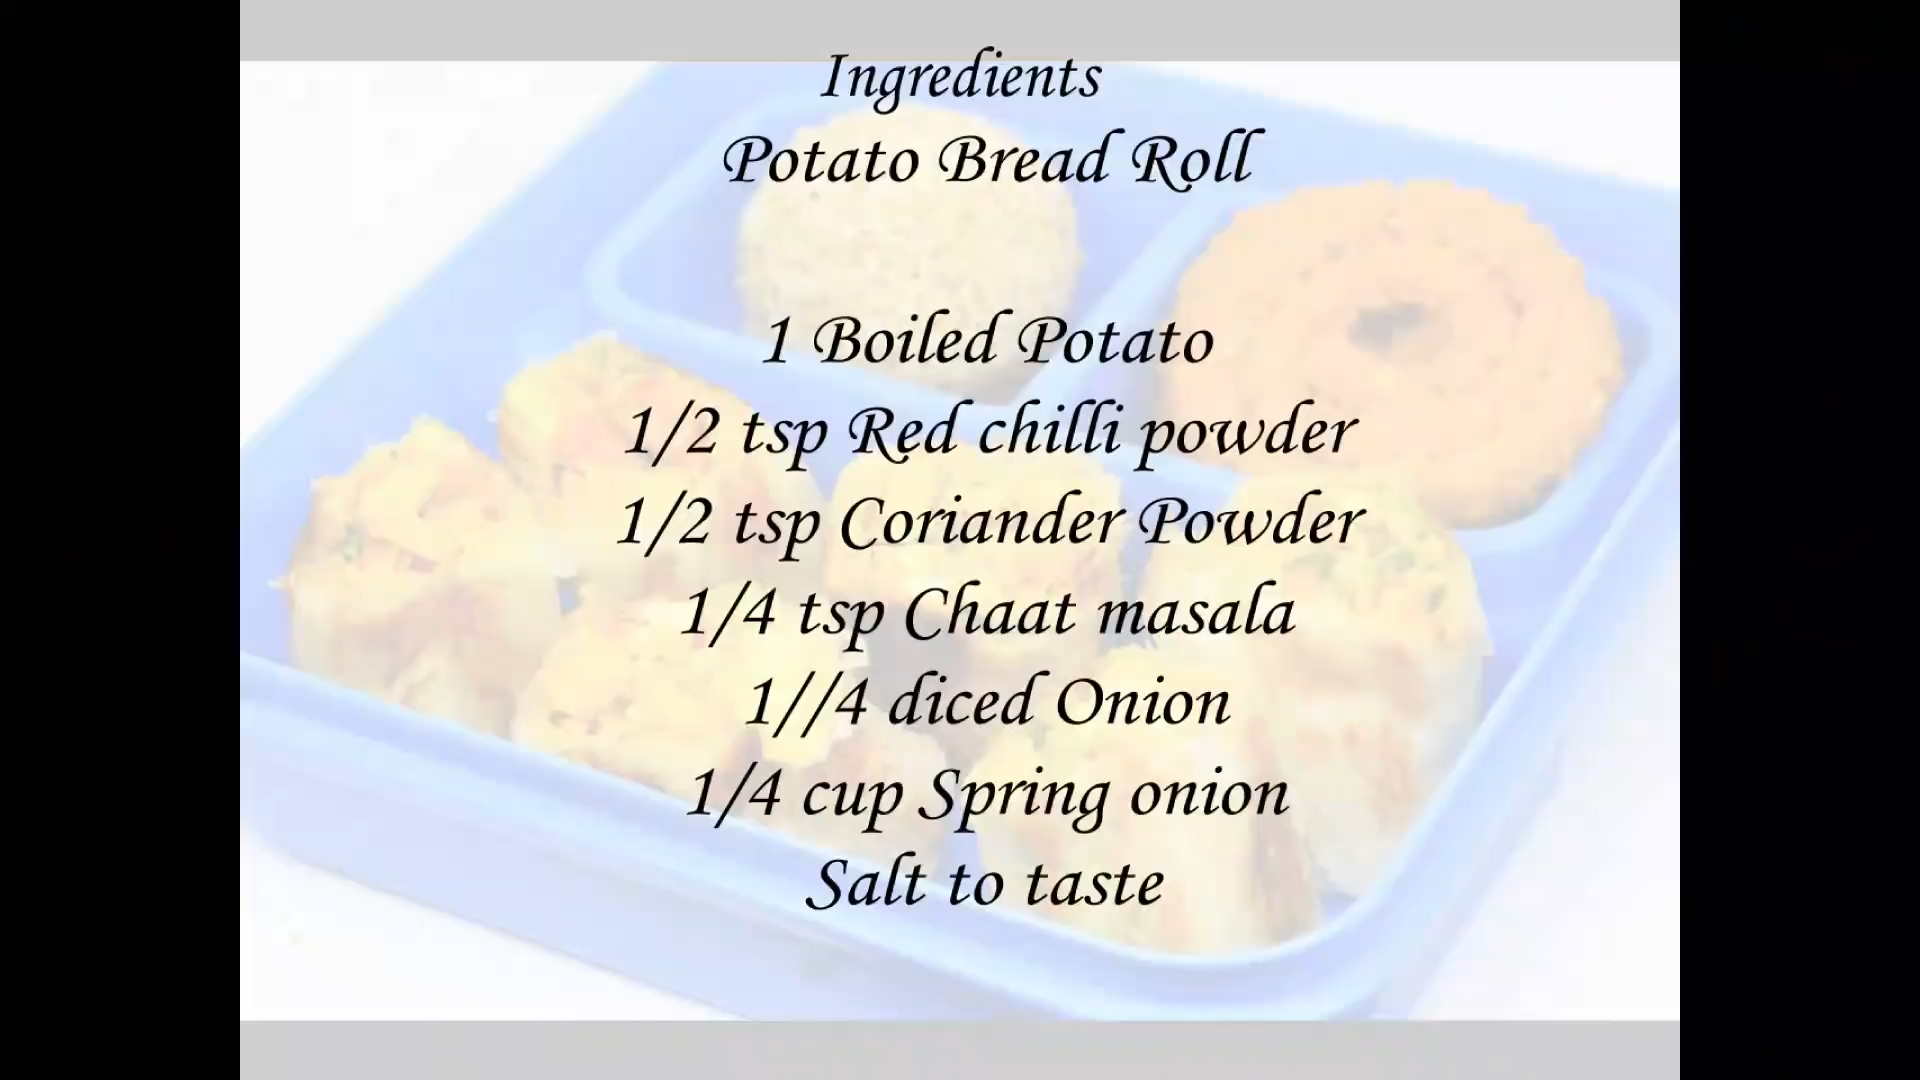 Ingredients
Potato Bread Roll
1 Boiled Potato
1/2 tsp Red chilli powder
1/2 tsp Coriander Powder
1/4 tsp Chaat masala
1//4 diced Onion
1/4 cup Spring onion
Salt to taste